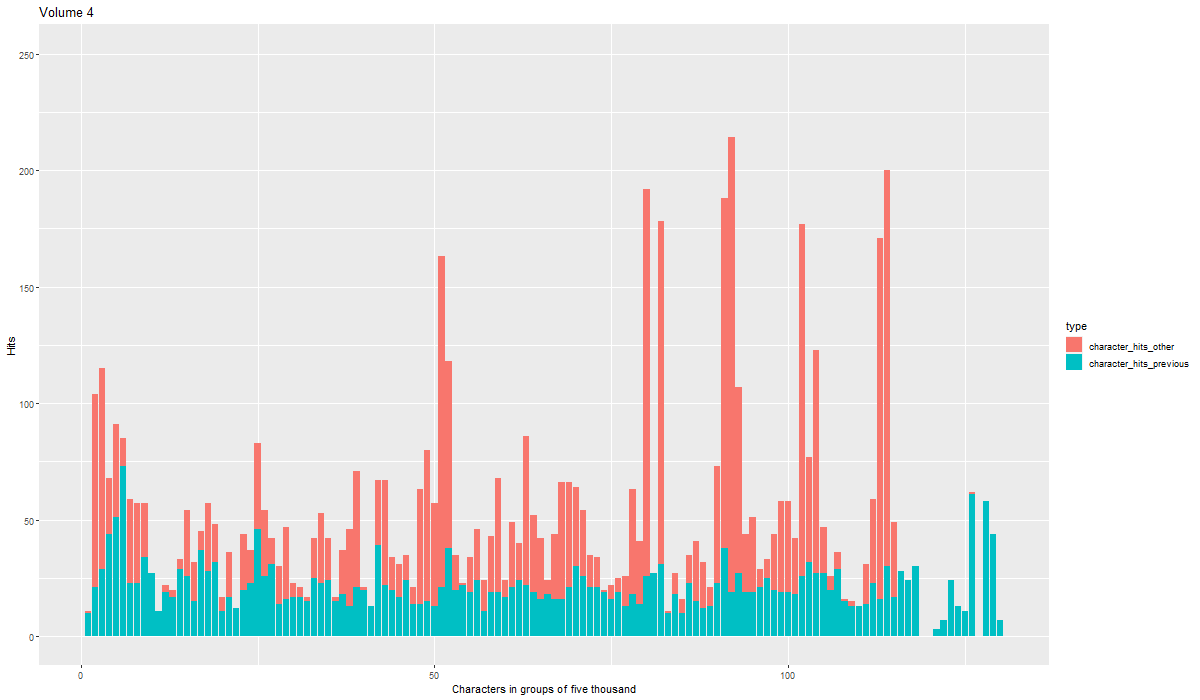 Volume 4
250
200
150
100
50
0
Hits
0 50 100
Characters in groups of five thousand
type
character_hits_other
character_hits_previous